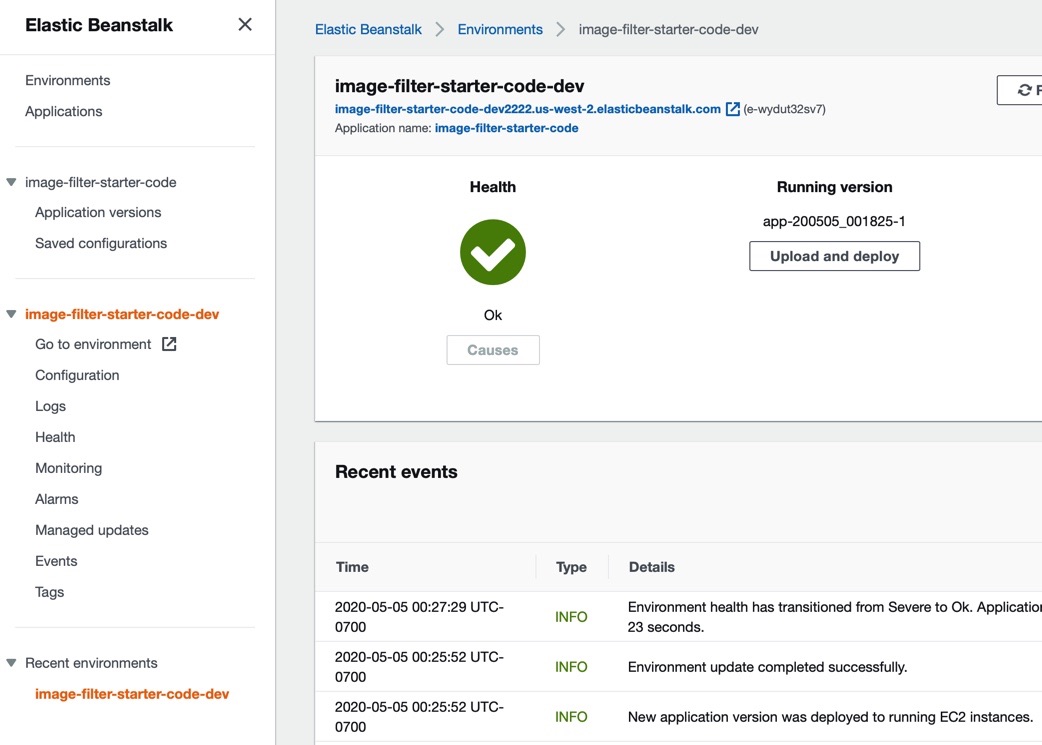 Elastic Beanstalk
Environments
Applications
image-filter-starter-code
Application versions
Saved configurations
image-filter-starter-code-dev
Go to environment
Configuration
Logs
Health
Monitoring
Alarms
Managed updates
Events
Tags
Recent environments
image-filter-starter-code-dev
Elastic Beanstalk > Environments > image-filter-starter-code-dev
image-filter-starter-code-dev
image-filter-starter-code-dev2222.us-west-2.elasticbeanstalk.com (e-wydut32sv7)
Application name: image-filter-starter-code
Health
Ok
Causes
Running version
app-200505_001825-1
Upload and deploy
Recent events
Time Type Details
2020-05-05 00:27:29 UTC-
0700
INFO
Environment health has transitioned from Severe to Ok. Application
23 seconds.
2020-05-05 00:25:52 UTC-
0700
INFO
Environment update completed successfully.
2020-05-05 00:25:52 UTC-
0700
INFO
New application version was deployed to running EC2 instances.